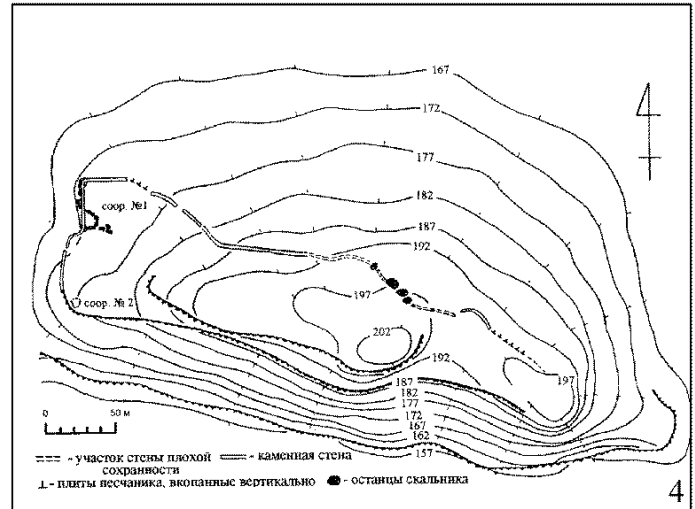 167
172
177
182
187
192
соор. №1
197
соор. № 2
202
192
197
187
182
177
172
167
162
157
0 50 м
- участок стены плохой сохранности
- каменная стена
- плиты песчаника, вкопанные вертикально
- останцы скальника
4